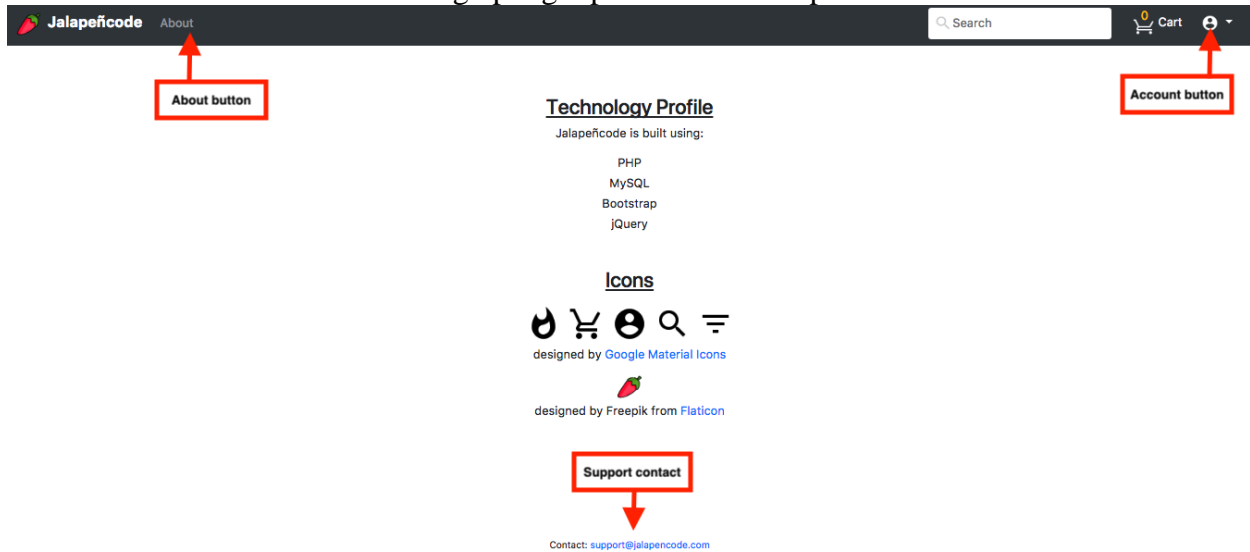 Jalapeñcode About Search 0 Cart
About button
Account button
Technology Profile
Jalapeñcode is built using:
PHP
MySQL
Bootstrap
jQuery
Icons
designed by Google Material Icons
designed by Freepik from Flaticon
Support contact
Contact: support@jalapencode.com